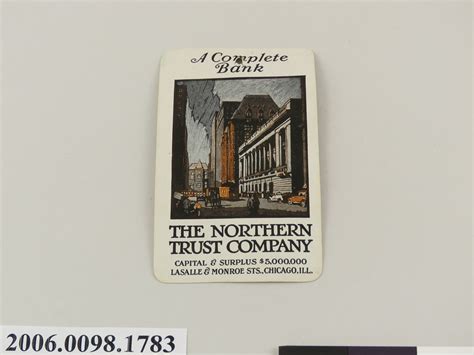 A Complete
Bank
THE NORTHERN
TRUST COMPANY
CAPITAL & SURPLUS $5,000,000
LASALLE & MONROE STS., CHICAGO, ILL.
2006.0098.1783